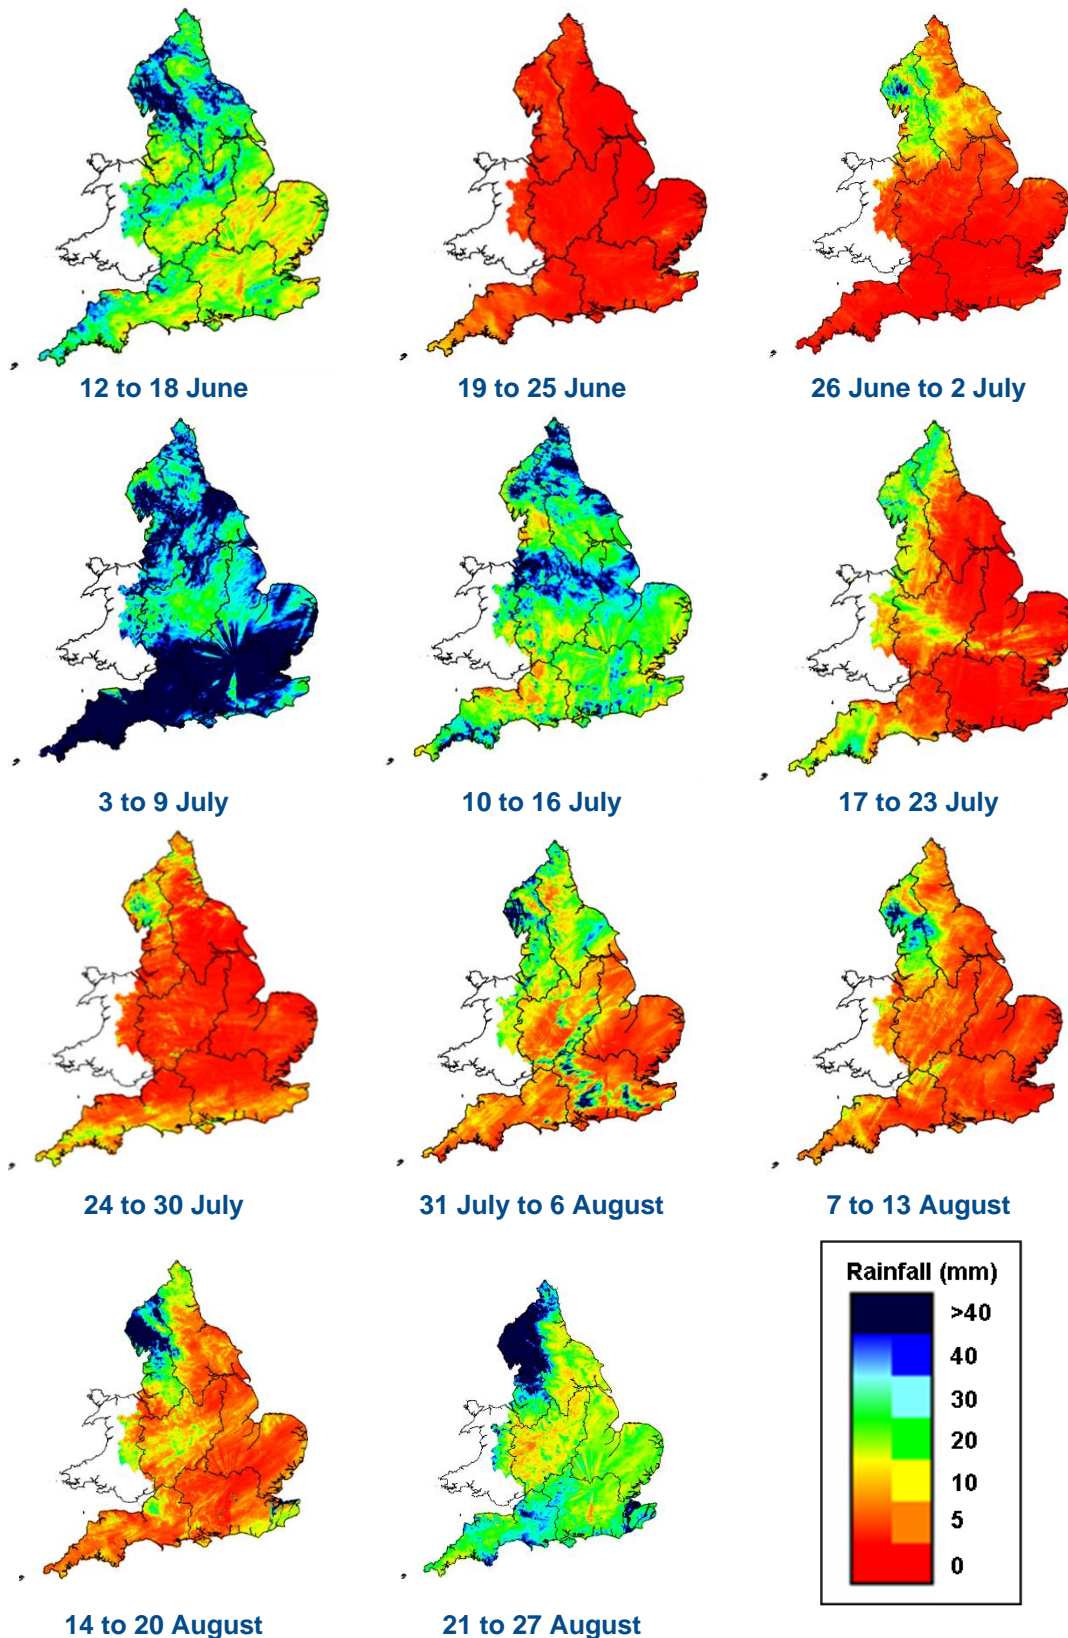 12 to 18 June
19 to 25 June
26 June to 2 July
3 to 9 July
10 to 16 July
17 to 23 July
24 to 30 July
31 July to 6 August
7 to 13 August
14 to 20 August
21 to 27 August
Rainfall (mm)
>40
40
30
20
10
5
0